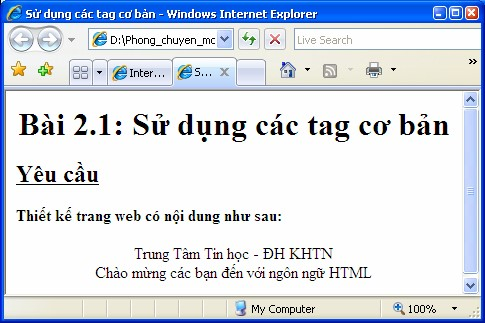 Sử dụng các tag cơ bản - Windows Internet Explorer
D:\Phong_chuyen_mc
Live Search
Inter...
S...
Bài 2.1: Sử dụng các tag cơ bản
Yêu cầu
Thiết kế trang web có nội dung như sau:
Trung Tâm Tin học - ĐH KHTN
Chào mừng các bạn đến với ngôn ngữ HTML
My Computer
100%